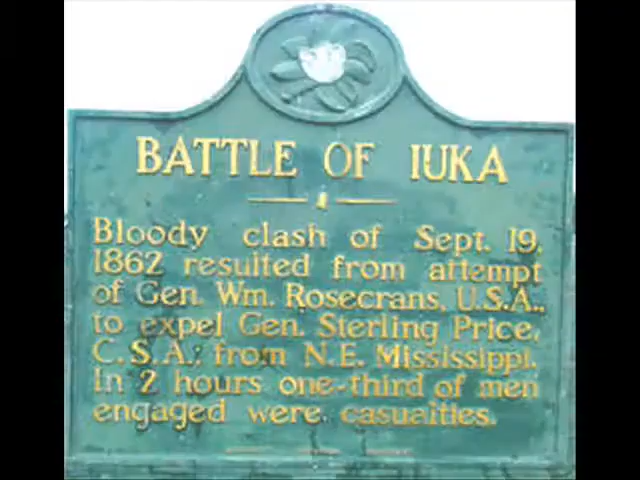 BATTLE OF IUKA
Bloody clash of Sept. 19,
1862 resulted from attempt
of Gen. Wm. Rosecrans, U.S.A.,
to expel Gen. Sterling Price,
C.S.A.; from N.E. Mississippi.
In 2 hours one-third of men
engaged were casualties.